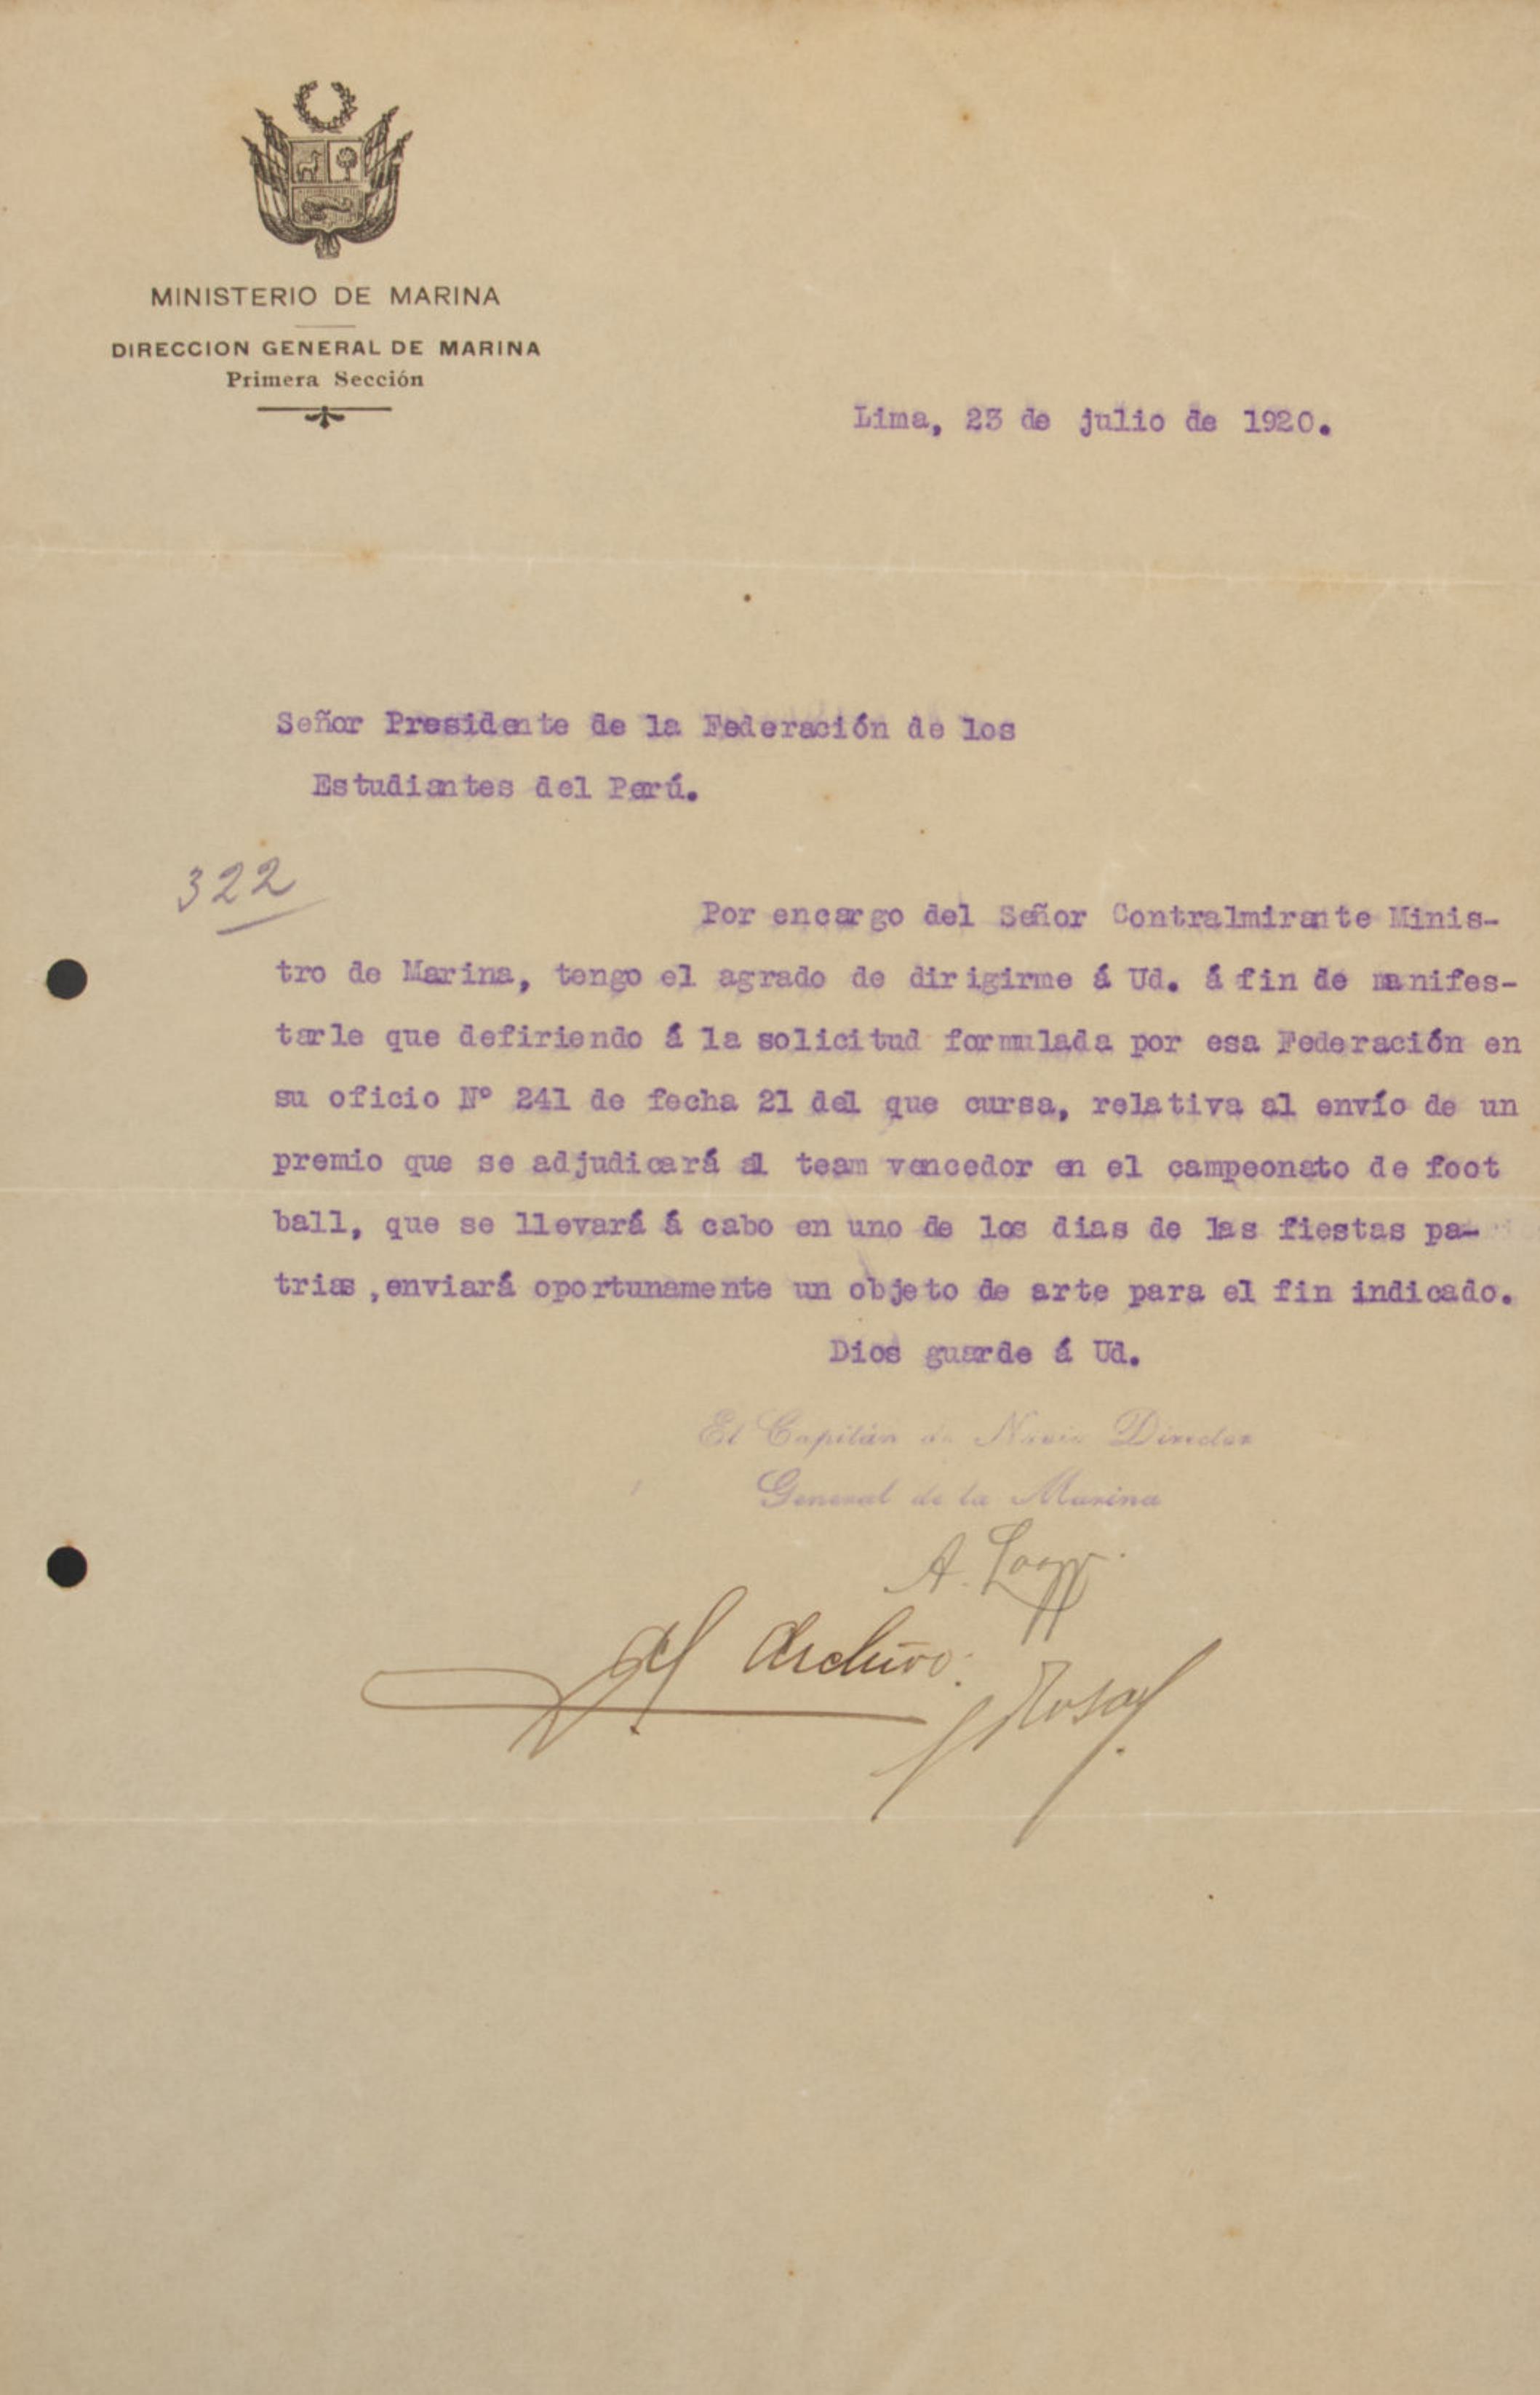 MINISTERIO DE MARINA
DIRECCION GENERAL DE MARINA
Primera Sección
Lima, 23 de julio de 1920.
Señor Presidente de la Federación de los
Estudiantes del Perú.
322
Por encargo del Señor Contralmirante Minis-
tro de Marina, tengo el agrado de dirigirme á Ud. á fin de manifes-
tarle que defiriendo á la solicitud formulada por esa Federación en
su oficio Nº 241 de fecha 21 del que cursa, relativa al envío de un
premio que se adjudicará al team vencedor en el campeonato de foot
ball, que se llevará á cabo en uno de los dias de las fiestas pa-
trias, enviará oportunamente un objeto de arte para el fin indicado.
Dios guarde á Ud.
El Capitán de Navío Director
General de la Marina
A.
Al Archivo.